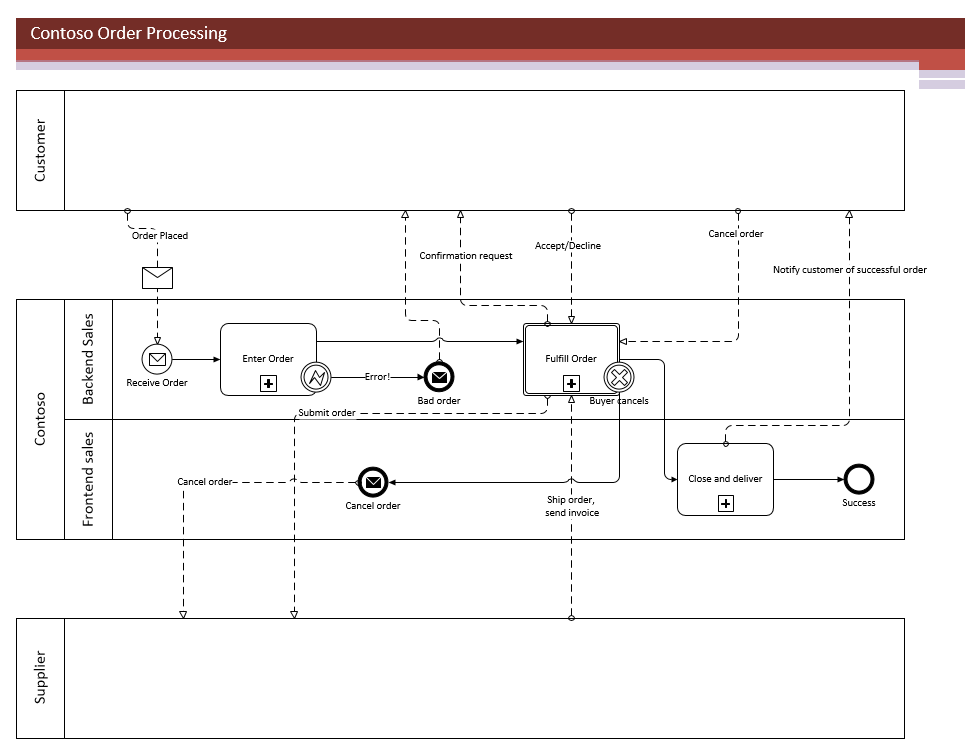 Contoso Order Processing
Customer
Order Placed
Confirmation request
Accept/Decline
Cancel order
Notify customer of successful order
Contoso
Backend Sales
Receive Order
Enter Order
Error!
Bad order
Fulfill Order
Buyer cancels
Submit order
Frontend sales
Cancel order
Cancel order
Ship order,
send invoice
Close and deliver
Success
Supplier